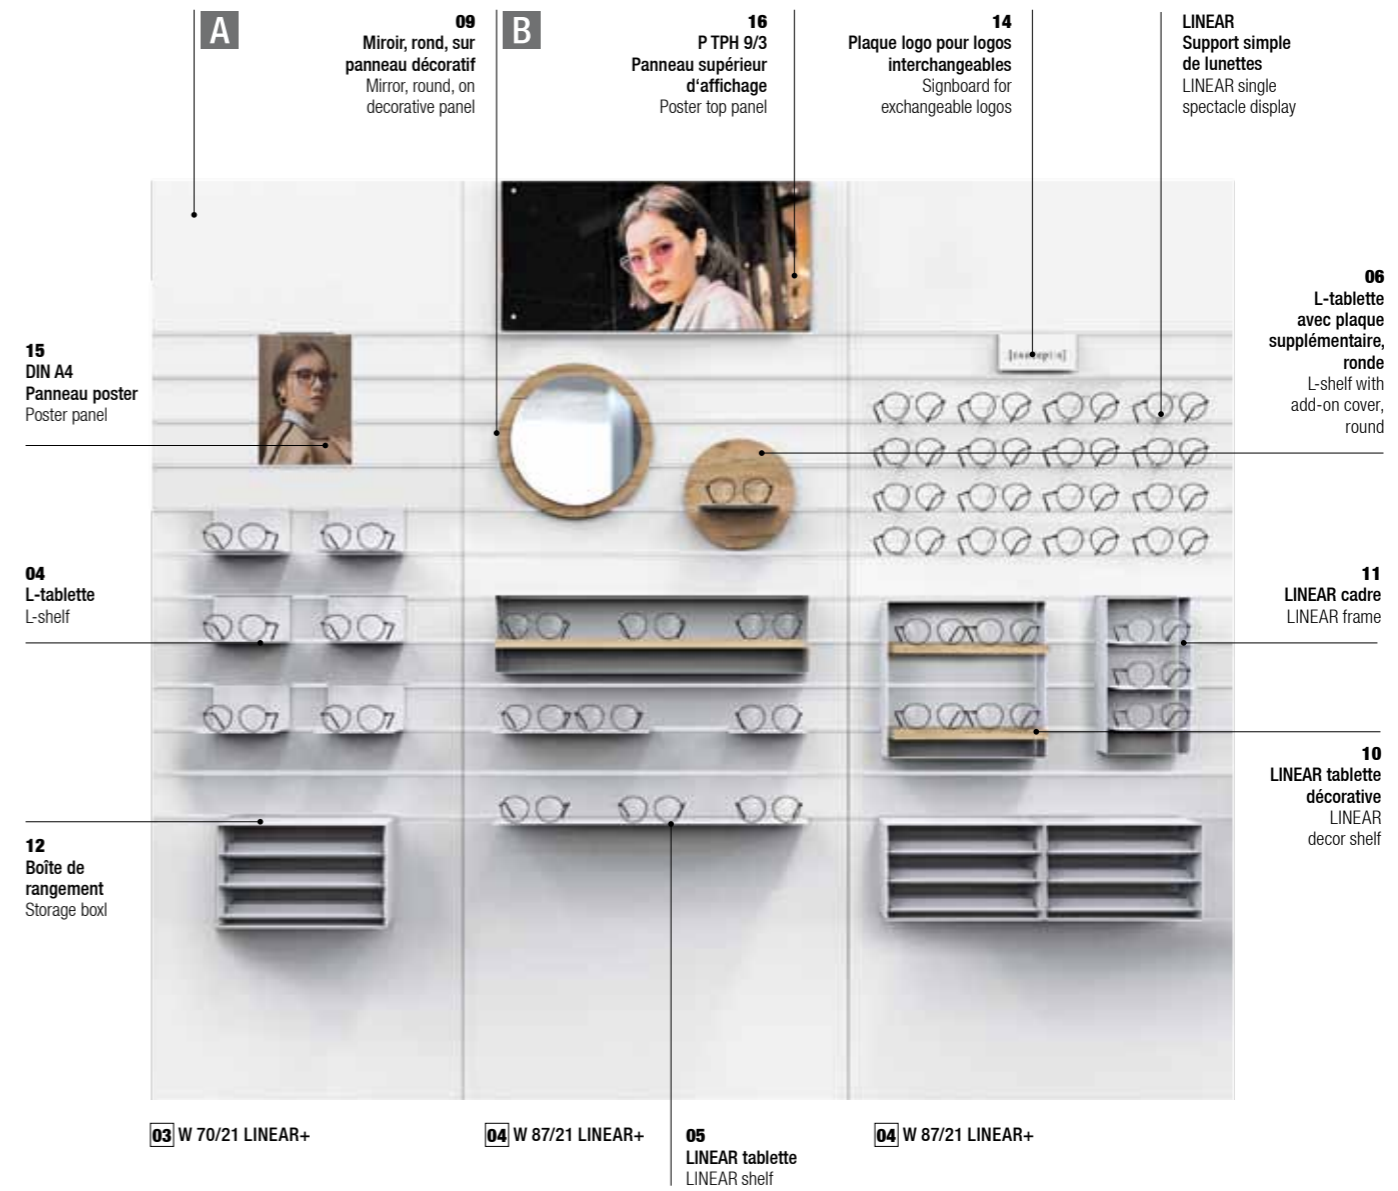 A
09
Miroir, rond, sur
panneau décoratif
Mirror, round, on
decorative panel
B
16
P TPH 9/3
Panneau supérieur
d‘affichage
Poster top panel
14
Plaque logo pour logos
interchangeables
Signboard for
exchangeable logos
LINEAR
Support simple
de lunettes
LINEAR single
spectacle display
06
L-tablette
avec plaque
supplémentaire,
ronde
L-shelf with
add-on cover,
round
15
DIN A4
Panneau poster
Poster panel
04
L-tablette
L-shelf
11
LINEAR cadre
LINEAR frame
10
LINEAR tablette
décorative
LINEAR
decor shelf
12
Boîte de
rangement
Storage boxl
03 W 70/21 LINEAR+
04 W 87/21 LINEAR+
05
LINEAR tablette
LINEAR shelf
04 W 87/21 LINEAR+